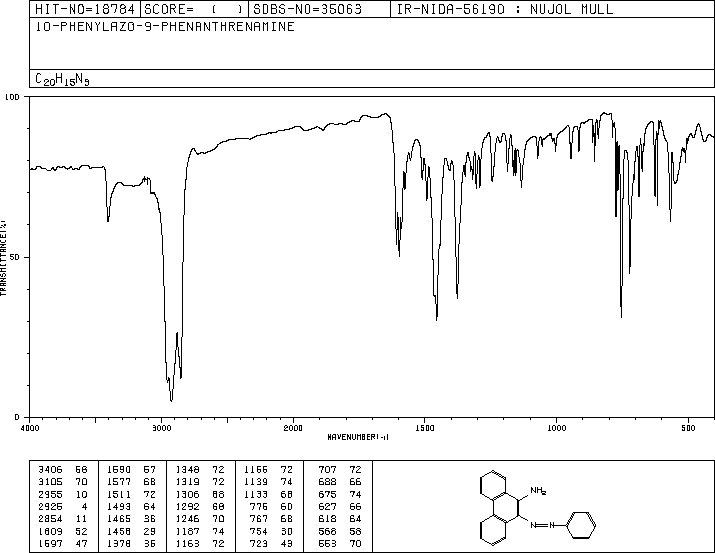 HIT-NO=18784 SCORE= ( ) SDBS-NO=35063 IR-NIDA-56190 : NUJOL MULL
10-PHENYLAZO-9-PHENANTHRENAMINE
C20H15N3
100
50
0
TRANSMITTANCE(%)
4000 3000 2000 1500 1000 500
WAVENUMBER(-1)
3406 68 1590 57 1348 72 1156 72 707 72
3105 70 1577 68 1319 72 1139 74 688 66
2955 10 1511 72 1306 68 1133 68 675 74
2925 4 1493 64 1292 68 776 60 627 66
2854 11 1465 36 1246 70 767 68 618 64
1609 52 1458 29 1187 74 754 30 568 58
1597 47 1378 36 1163 72 723 43 553 70
NH2
N=N